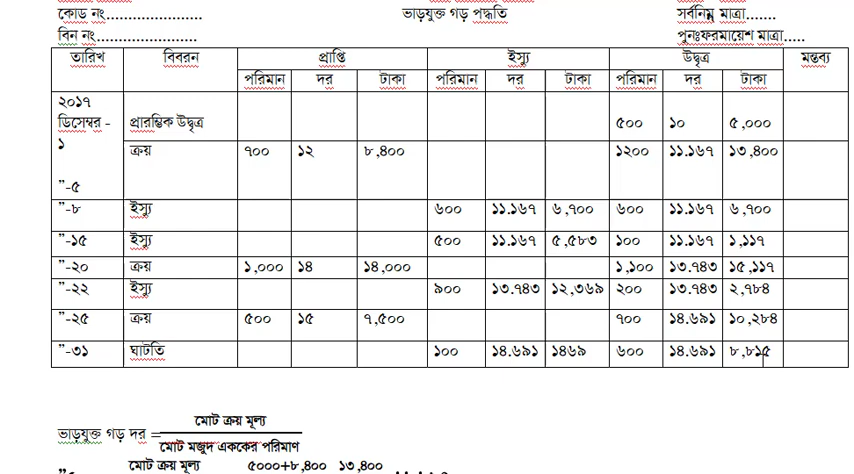 কোড নং...................... ভাড়যুক্ত গড় পদ্ধতি সর্বনিম্ন মাত্রা.......
বিন নং....................... পুনঃফরমায়েশ মাত্রা.....
তারিখ বিবরন প্রাপ্তি ইস্যু উদ্বৃত্র মন্তব্য
পরিমান দর টাকা পরিমান দর টাকা পরিমান দর টাকা
২০১৭
ডিসেম্বর - প্রারম্ভিক উদ্বৃত্র ৫০০ ১০ ৫,০০০
১ ক্রয় ৭০০ ১২ ৮,৪০০ ১২০০ ১১.১৬৭ ১৩,৪০০
”-৫
”-৮ ইস্যু ৬০০ ১১.১৬৭ ৬,৭০০ ৬০০ ১১.১৬৭ ৬,৭০০
”-১৫ ইস্যু ৫০০ ১১.১৬৭ ৫,৫৮৩ ১০০ ১১.১৬৭ ১,১১৭
”-২০ ক্রয় ১,০০০ ১৪ ১৪,০০০ ১,১০০ ১৩.৭৪৩ ১৫,১১৭
”-২২ ইস্যু ৯০০ ১৩.৭৪৩ ১২,৩৬৯ ২০০ ১৩.৭৪৩ ২,৭৮৪
”-২৫ ক্রয় ৫০০ ১৫ ৭,৫০০ ৭০০ ১৪.৬৯১ ১০,২৮৪
”-৩১ ঘাটতি ১০০ ১৪.৬৯১ ১৪৬৯ ৬০০ ১৪.৬৯১ ৮,৮১৫
মোট ক্রয় মূল্য
ভাড়যুক্ত গড় দর =
মোট মজুদ এককের পরিমাণ
মোট ক্রয় মূল্য ৫০০০+৮,৪০০ ১৩,৪০০